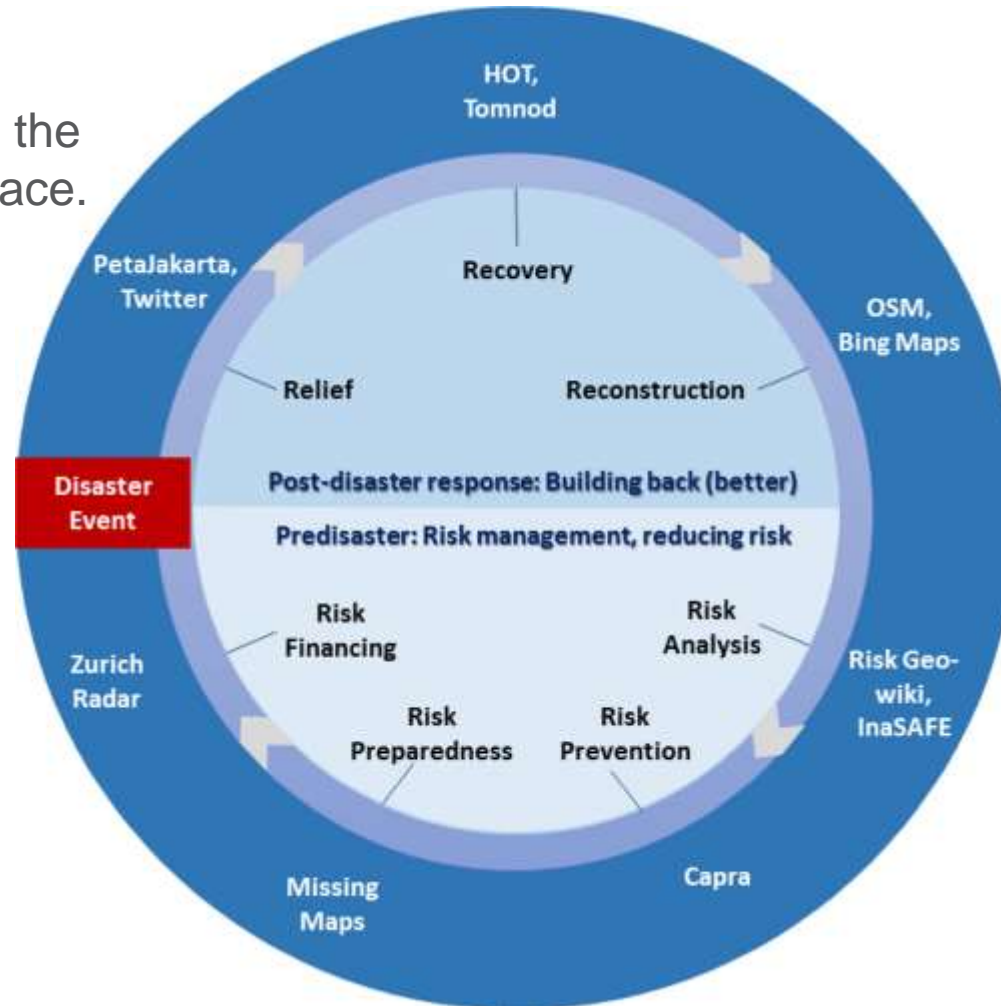 the
ace.
HOT,
Tomnod
PetaJakarta,
Twitter
Recovery
OSM,
Bing Maps
Relief
Reconstruction
Disaster
Event
Post-disaster response: Building back (better)
Predisaster: Risk management, reducing risk
Risk
Financing
Risk
Analysis
Zurich
Radar
Risk Geo-
wiki,
InaSAFE
Risk
Preparedness
Risk
Prevention
Missing
Maps
Capra